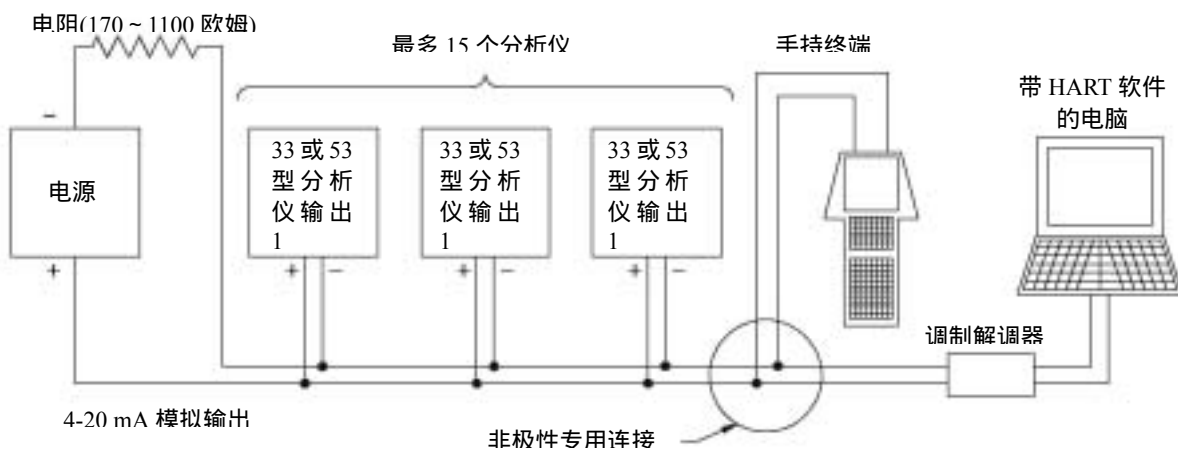 电阻(170 ~ 1100 欧姆)
最多 15 个分析仪
手持终端
带 HART 软件
的电脑
−
电源
+
33 或 53
型 分 析
仪 输 出
1
+ −
33 或 53
型 分 析
仪 输 出
1
+ −
33 或 53
型 分 析
仪 输 出
1
+ −
调制解调器
4-20 mA 模拟输出
非极性专用连接